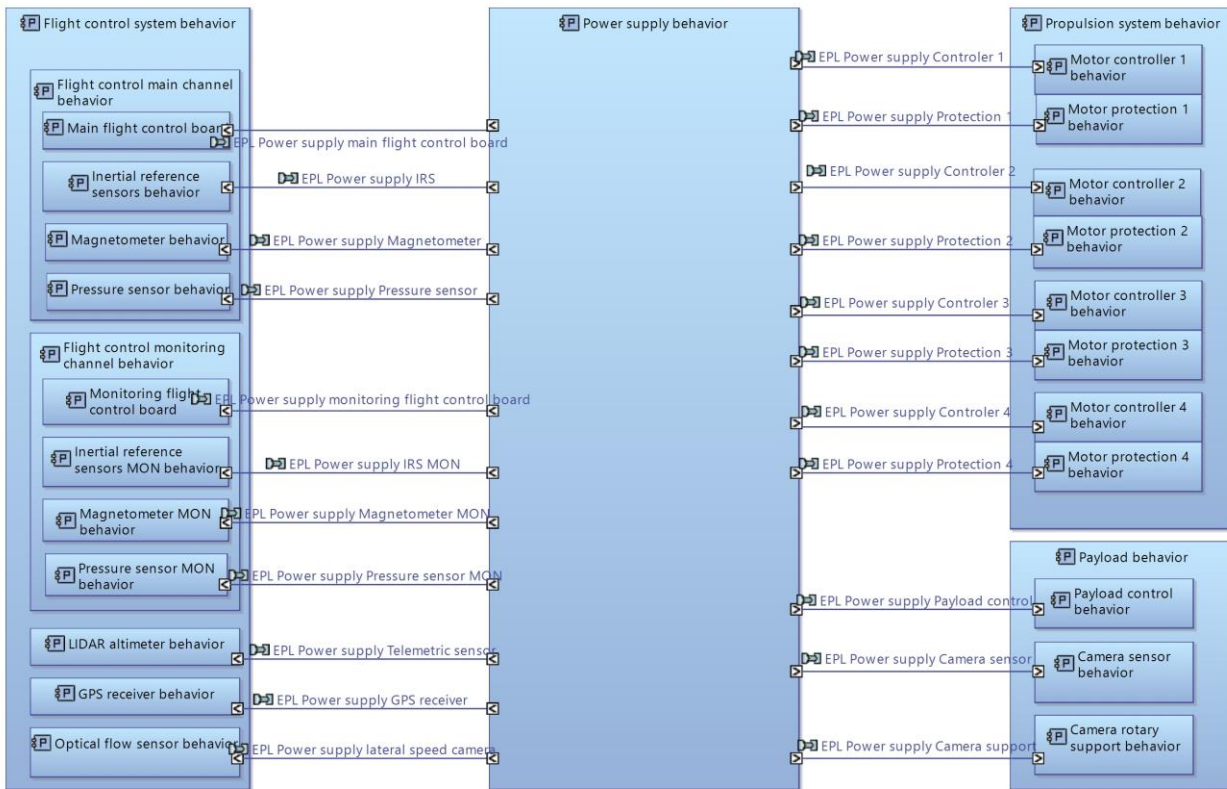 Flight control system behavior
Flight control main channel
behavior
Main flight control board
EPL Power supply main flight control board
Inertial reference
sensors behavior
EPL Power supply IRS
Magnetometer behavior
EPL Power supply Magnetometer
Pressure sensor behavior
EPL Power supply Pressure sensor
Flight control monitoring
channel behavior
Monitoring flight
control board
EPL Power supply monitoring flight control board
Inertial reference
sensors MON behavior
EPL Power supply IRS MON
Magnetometer MON
behavior
EPL Power supply Magnetometer MON
Pressure sensor MON
behavior
EPL Power supply Pressure sensor MON
LIDAR altimeter behavior
EPL Power supply Telemetric sensor
GPS receiver behavior
EPL Power supply GPS receiver
Optical flow sensor behavior
EPL Power supply lateral speed camera
Power supply behavior
Propulsion system behavior
EPL Power supply Controler 1
Motor controller 1
behavior
EPL Power supply Protection 1
Motor protection 1
behavior
EPL Power supply Controler 2
Motor controller 2
behavior
EPL Power supply Protection 2
Motor protection 2
behavior
EPL Power supply Controler 3
Motor controller 3
behavior
EPL Power supply Protection 3
Motor protection 3
behavior
EPL Power supply Controler 4
Motor controller 4
behavior
EPL Power supply Protection 4
Motor protection 4
behavior
Payload behavior
EPL Power supply Payload control
Payload control
behavior
EPL Power supply Camera sensor
Camera sensor
behavior
EPL Power supply Camera support
Camera rotary
support behavior